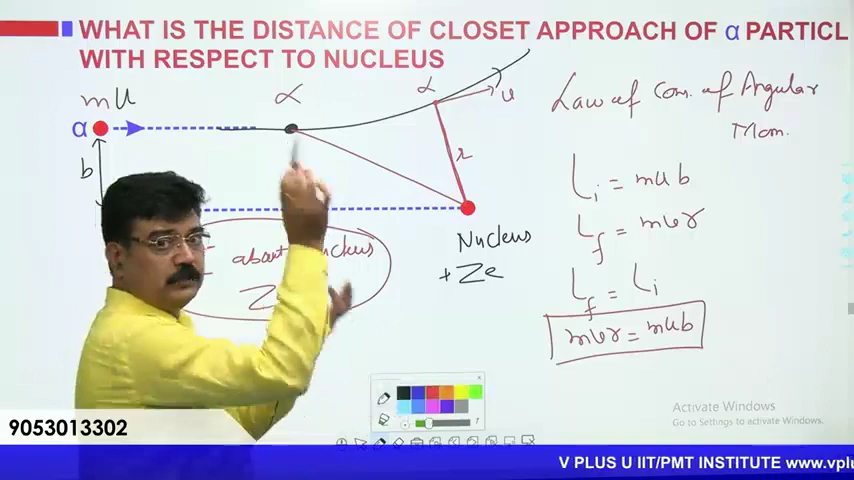 WHAT IS THE DISTANCE OF CLOSET APPROACH OF α PARTICL
WITH RESPECT TO NUCLEUS
mu
α
α
α
v
b
r
Law of Con. of Angular
Mom.
Li = mub
Lf = mvr
Lf = Li
mvr = mub
Nucleus
+Ze
about Nucleus
Z
Activate Windows
Go to Settings to activate Windows.
9053013302
V PLUS U IIT/PMT INSTITUTE www.vplu